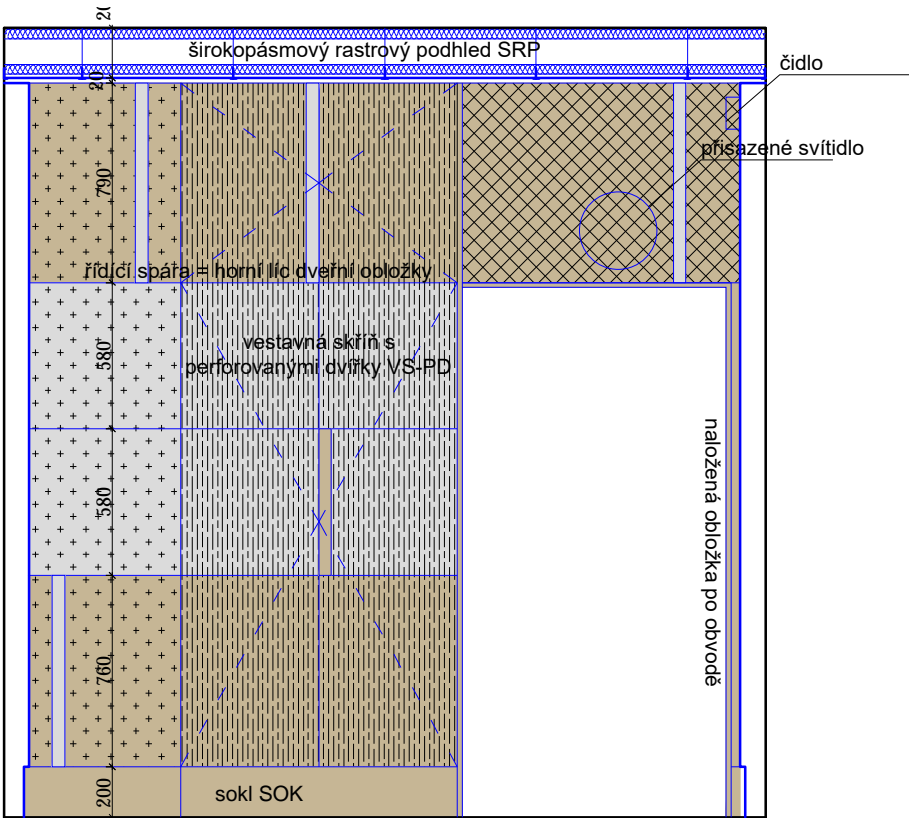 širokopásmový rastrový podhled SRP
čidlo
20
přisazené svítidlo
790
řídící spára = horní líc dveřní obložky
vestavná skříň s
perforovanými dvířky VS-PD
580
naložená obložka po obvodě
580
760
200
sokl SOK